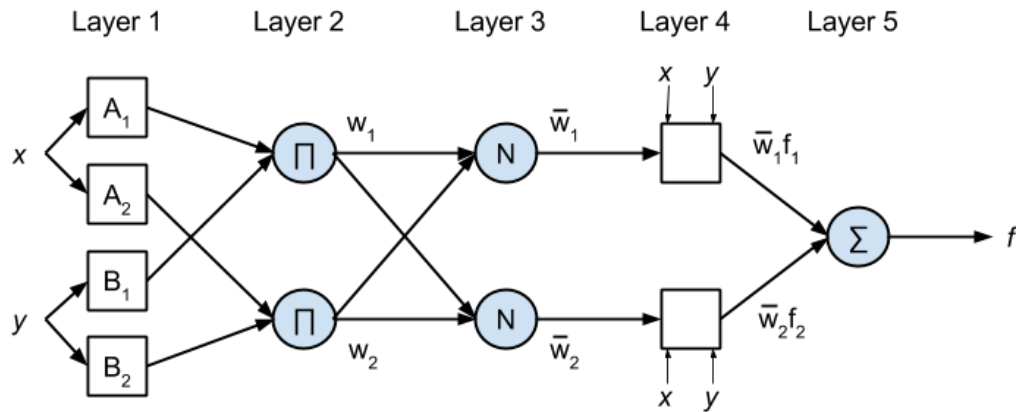 Layer 1 Layer 2 Layer 3 Layer 4 Layer 5
x y
A₁ w₁ w̅₁ w̅₁f₁
∏ N
x
A₂
∑ f
B₁
y
∏ N w̅₂f₂
B₂ w₂ w̅₂
x y